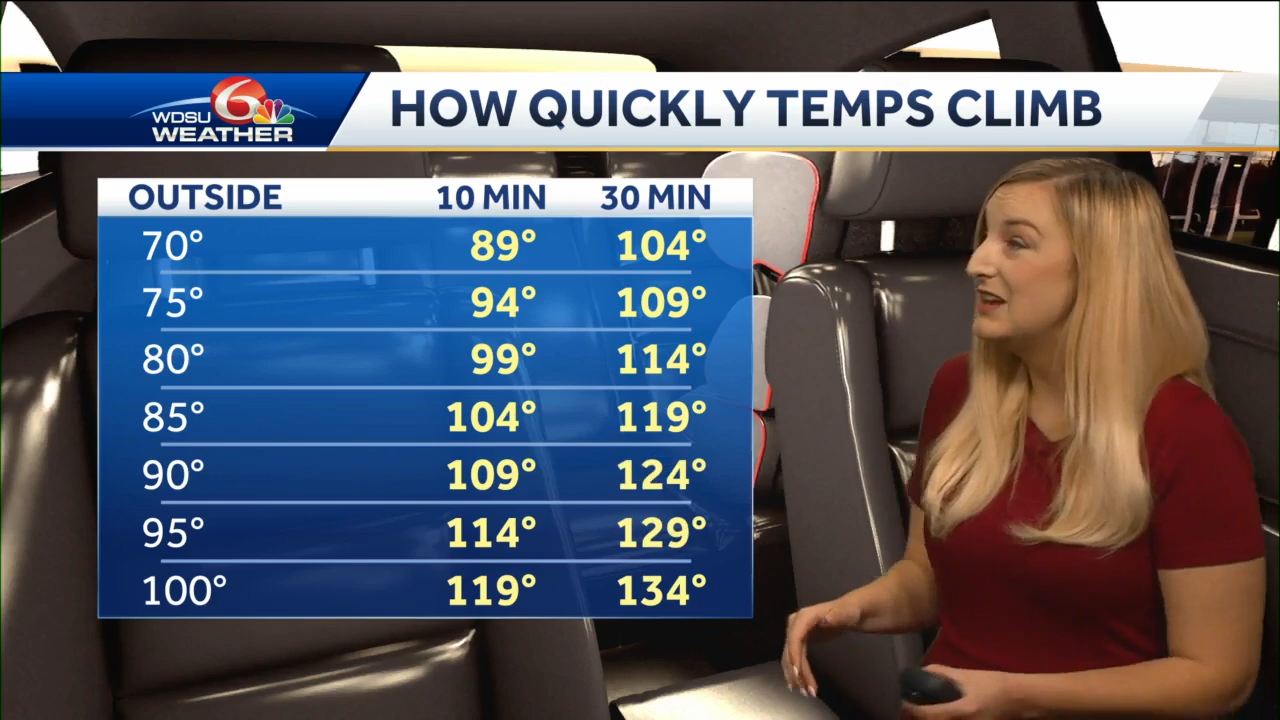 WDSU 6
WEATHER
HOW QUICKLY TEMPS CLIMB
OUTSIDE 10 MIN 30 MIN
70° 89° 104°
75° 94° 109°
80° 99° 114°
85° 104° 119°
90° 109° 124°
95° 114° 129°
100° 119° 134°